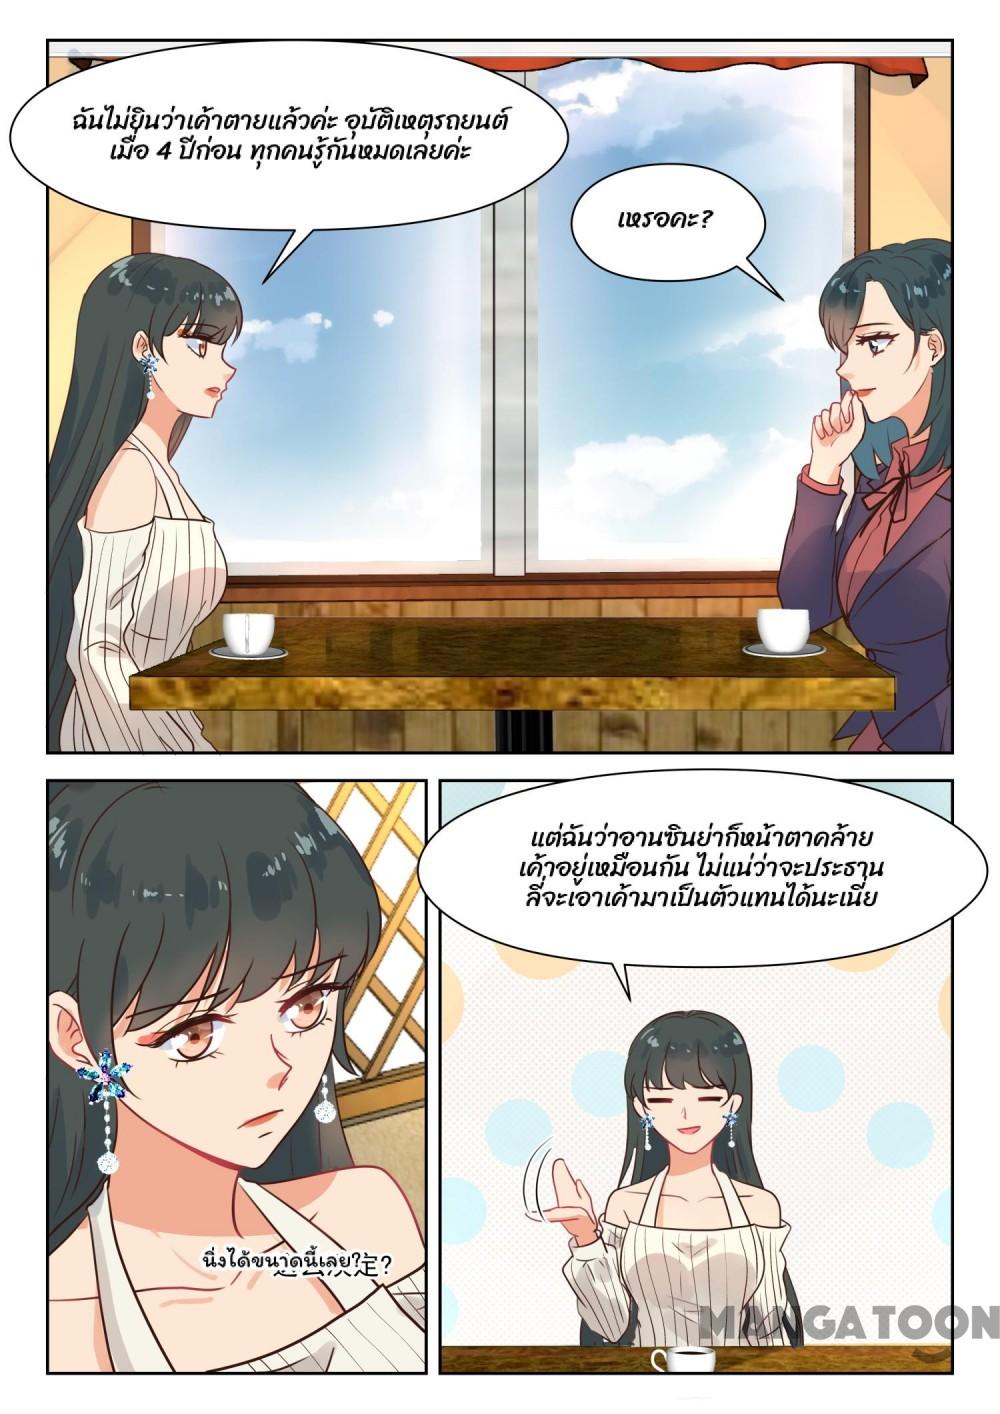 ฉันไม่ยินว่าเค้าตายแล้วค่ะ อุบัติเหตุรถยนต์
เมื่อ 4 ปีก่อน ทุกคนรู้กันหมดเลยค่ะ
เหรอคะ?
นิ่งได้ขนาดนี้เลย?
定?
แต่ฉันว่าอานซินย่าก็หน้าตาคล้าย
เค้าอยู่เหมือนกัน ไม่แน่ว่าจะประธาน
ลี่จะเอาเค้ามาเป็นตัวแทนได้นะเนี่ย
MANGATOON